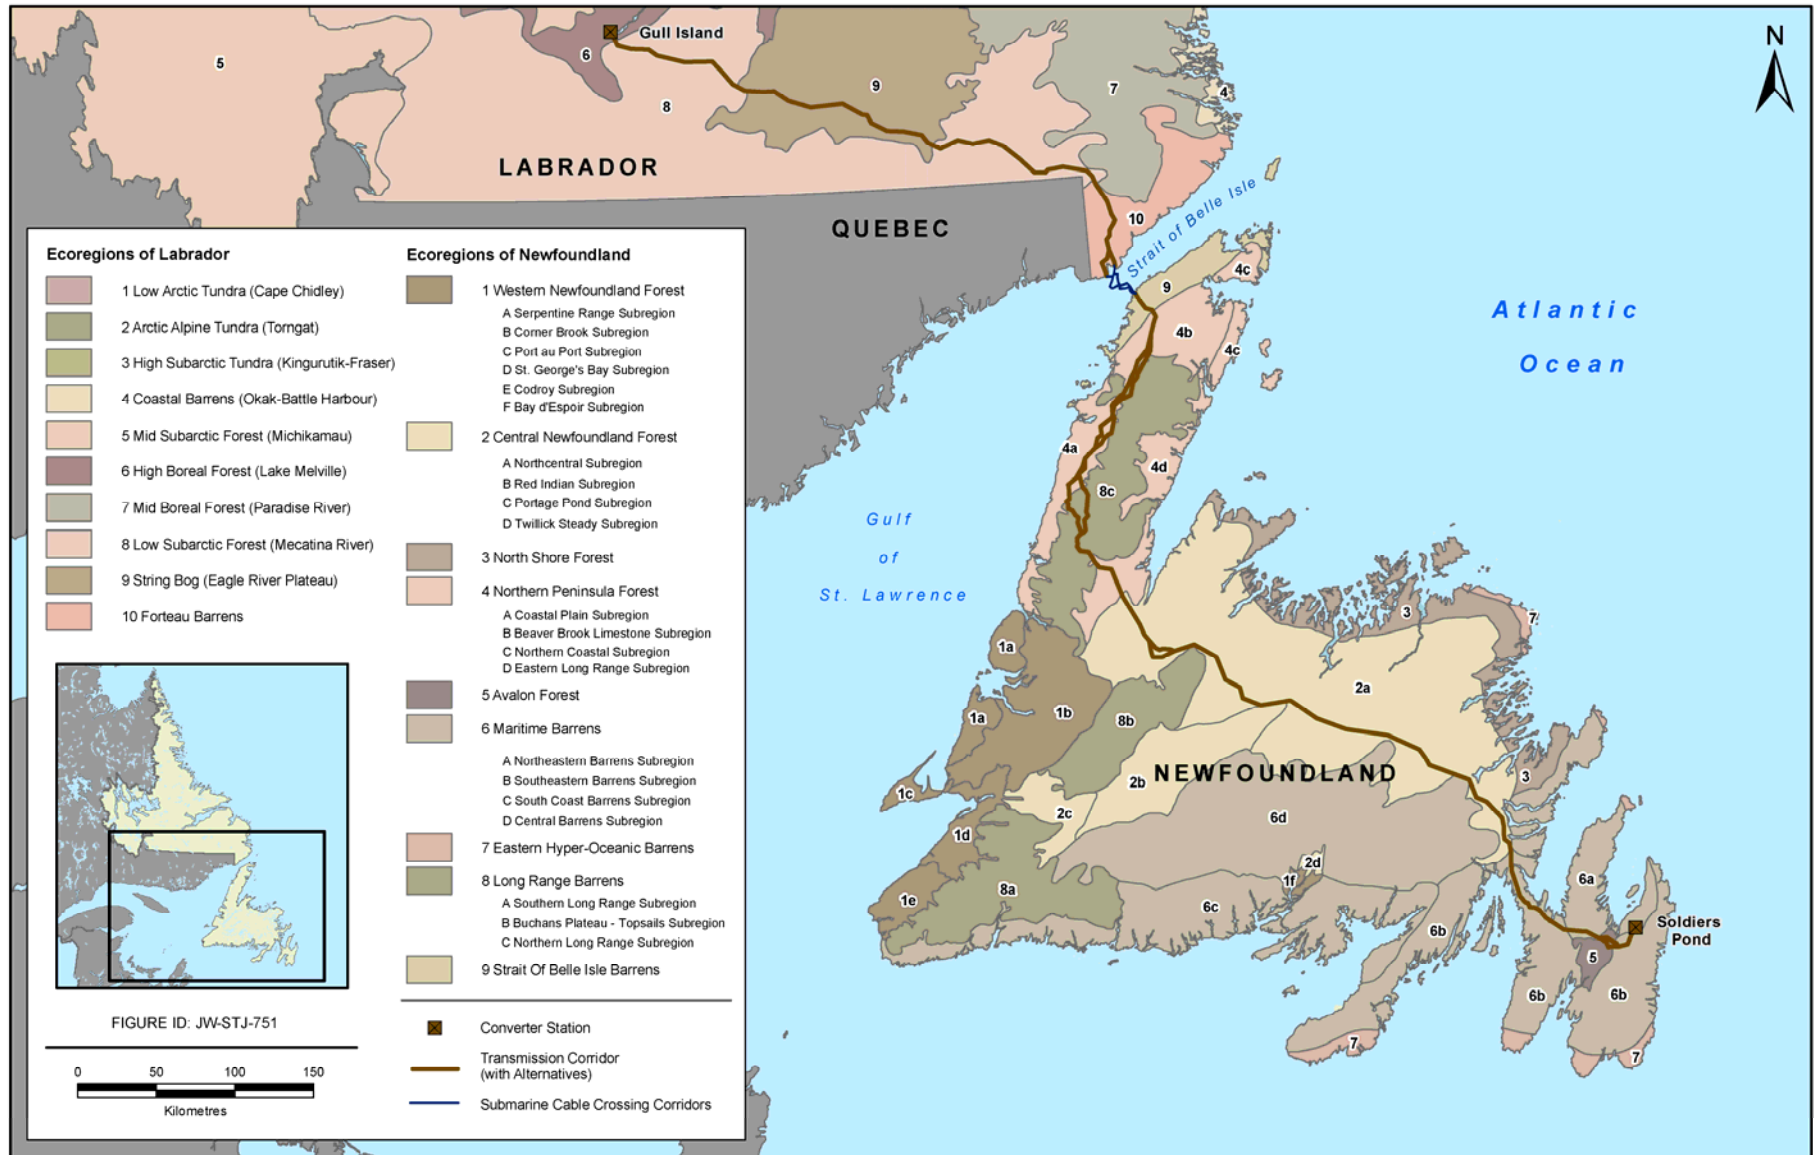 Gull Island
N
5
6
9
7
4
8
LABRADOR
10
Strait of Belle Isle
QUEBEC
4c
9
4b
4c
Atlantic
Ocean
4a
4d
8c
Gulf
of
St. Lawrence
3
7
1a
2a
1a
1b
8b
NEWFOUNDLAND
3
2b
1c
2c
6d
1d
2d
1f
6a
8a
1e
6c
6b
Soldiers
Pond
5
6b
6b
7
7
Ecoregions of Labrador
1 Low Arctic Tundra (Cape Chidley)
2 Arctic Alpine Tundra (Torngat)
3 High Subarctic Tundra (Kingurutik-Fraser)
4 Coastal Barrens (Okak-Battle Harbour)
5 Mid Subarctic Forest (Michikamau)
6 High Boreal Forest (Lake Melville)
7 Mid Boreal Forest (Paradise River)
8 Low Subarctic Forest (Mecatina River)
9 String Bog (Eagle River Plateau)
10 Forteau Barrens
Ecoregions of Newfoundland
1 Western Newfoundland Forest
A Serpentine Range Subregion
B Corner Brook Subregion
C Port au Port Subregion
D St. George's Bay Subregion
E Codroy Subregion
F Bay d'Espoir Subregion
2 Central Newfoundland Forest
A Northcentral Subregion
B Red Indian Subregion
C Portage Pond Subregion
D Twillick Steady Subregion
3 North Shore Forest
4 Northern Peninsula Forest
A Coastal Plain Subregion
B Beaver Brook Limestone Subregion
C Northern Coastal Subregion
D Eastern Long Range Subregion
5 Avalon Forest
6 Maritime Barrens
A Northeastern Barrens Subregion
B Southeastern Barrens Subregion
C South Coast Barrens Subregion
D Central Barrens Subregion
7 Eastern Hyper-Oceanic Barrens
8 Long Range Barrens
A Southern Long Range Subregion
B Buchans Plateau - Topsails Subregion
C Northern Long Range Subregion
9 Strait Of Belle Isle Barrens
Converter Station
Transmission Corridor
(with Alternatives)
Submarine Cable Crossing Corridors
FIGURE ID: JW-STJ-751
0 50 100 150
Kilometres